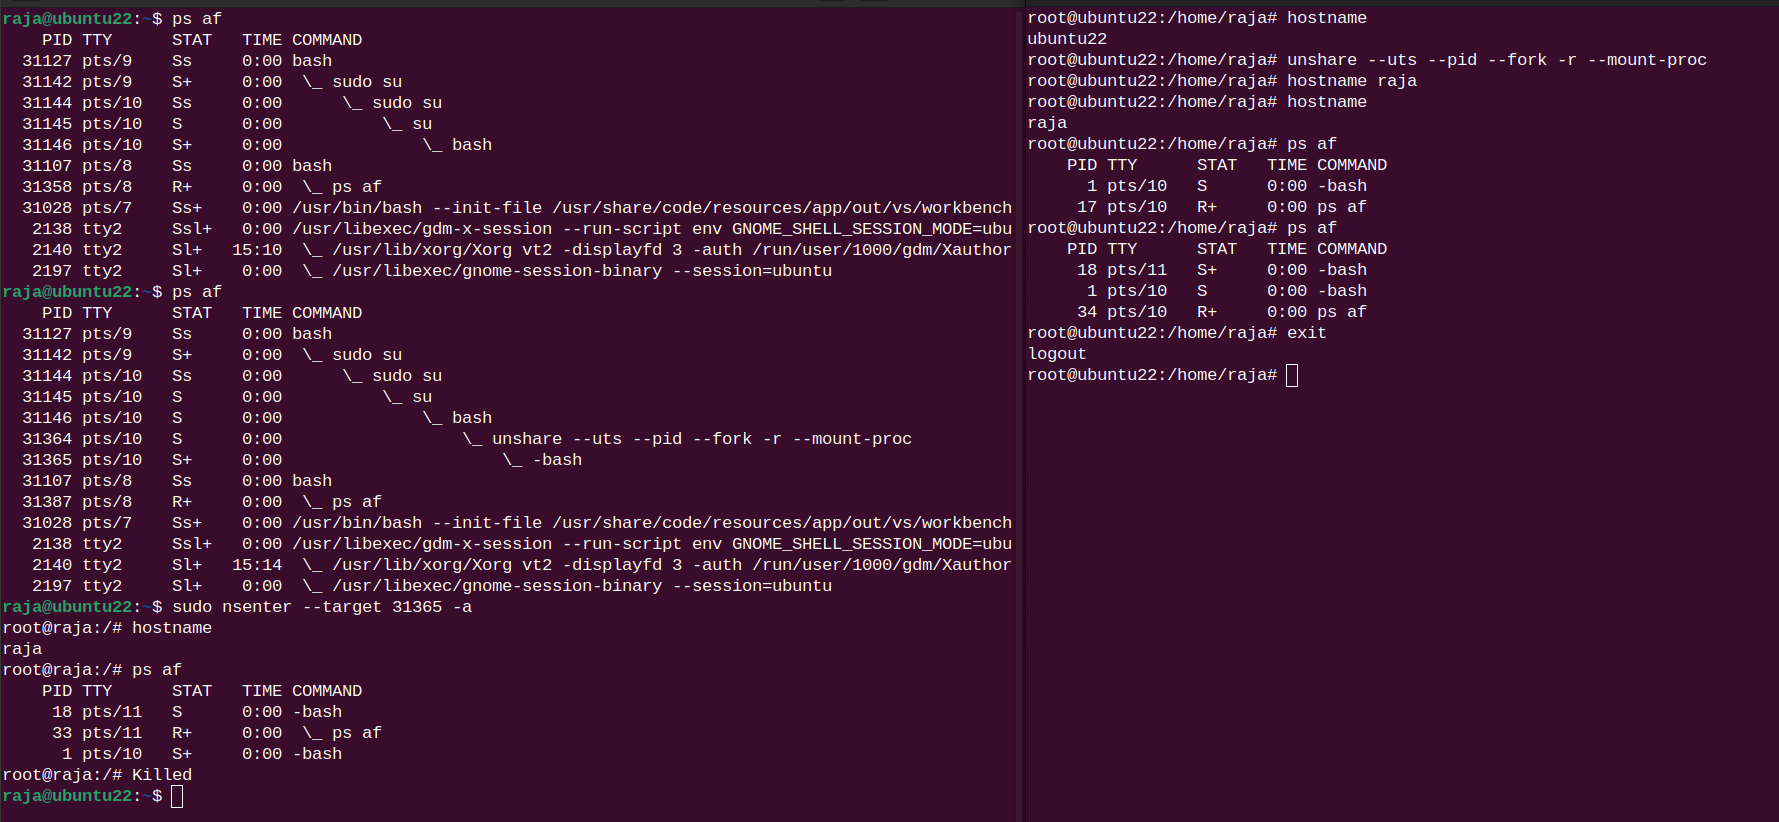 raja@ubuntu22:~$ ps af
    PID TTY      STAT   TIME COMMAND
  31127 pts/9    Ss     0:00 bash
  31142 pts/9    S+     0:00  \_ sudo su
  31144 pts/10   Ss     0:00      \_ sudo su
  31145 pts/10   S      0:00          \_ su
  31146 pts/10   S+     0:00              \_ bash
  31107 pts/8    Ss     0:00 bash
  31358 pts/8    R+     0:00  \_ ps af
  31028 pts/7    Ss+    0:00 /usr/bin/bash --init-file /usr/share/code/resources/app/out/vs/workbench
   2138 tty2     Ssl+   0:00 /usr/libexec/gdm-x-session --run-script env GNOME_SHELL_SESSION_MODE=ubu
   2140 tty2     Sl+   15:10  \_ /usr/lib/xorg/Xorg vt2 -displayfd 3 -auth /run/user/1000/gdm/Xauthor
   2197 tty2     Sl+    0:00  \_ /usr/libexec/gnome-session-binary --session=ubuntu
raja@ubuntu22:~$ ps af
    PID TTY      STAT   TIME COMMAND
  31127 pts/9    Ss     0:00 bash
  31142 pts/9    S+     0:00  \_ sudo su
  31144 pts/10   Ss     0:00      \_ sudo su
  31145 pts/10   S      0:00          \_ su
  31146 pts/10   S      0:00              \_ bash
  31364 pts/10   S      0:00                  \_ unshare --uts --pid --fork -r --mount-proc
  31365 pts/10   S+     0:00                      \_ -bash
  31107 pts/8    Ss     0:00 bash
  31387 pts/8    R+     0:00  \_ ps af
  31028 pts/7    Ss+    0:00 /usr/bin/bash --init-file /usr/share/code/resources/app/out/vs/workbench
   2138 tty2     Ssl+   0:00 /usr/libexec/gdm-x-session --run-script env GNOME_SHELL_SESSION_MODE=ubu
   2140 tty2     Sl+   15:14  \_ /usr/lib/xorg/Xorg vt2 -displayfd 3 -auth /run/user/1000/gdm/Xauthor
   2197 tty2     Sl+    0:00  \_ /usr/libexec/gnome-session-binary --session=ubuntu
raja@ubuntu22:~$ sudo nsenter --target 31365 -a
root@raja:/# hostname
raja
root@raja:/# ps af
    PID TTY      STAT   TIME COMMAND
     18 pts/11   S      0:00 -bash
     33 pts/11   R+     0:00  \_ ps af
      1 pts/10   S+     0:00 -bash
root@raja:/# Killed
raja@ubuntu22:~$
root@ubuntu22:/home/raja# hostname
ubuntu22
root@ubuntu22:/home/raja# unshare --uts --pid --fork -r --mount-proc
root@ubuntu22:/home/raja# hostname raja
root@ubuntu22:/home/raja# hostname
raja
root@ubuntu22:/home/raja# ps af
    PID TTY      STAT   TIME COMMAND
      1 pts/10   S      0:00 -bash
     17 pts/10   R+     0:00 ps af
root@ubuntu22:/home/raja# ps af
    PID TTY      STAT   TIME COMMAND
     18 pts/11   S+     0:00 -bash
      1 pts/10   S      0:00 -bash
     34 pts/10   R+     0:00 ps af
root@ubuntu22:/home/raja# exit
logout
root@ubuntu22:/home/raja#